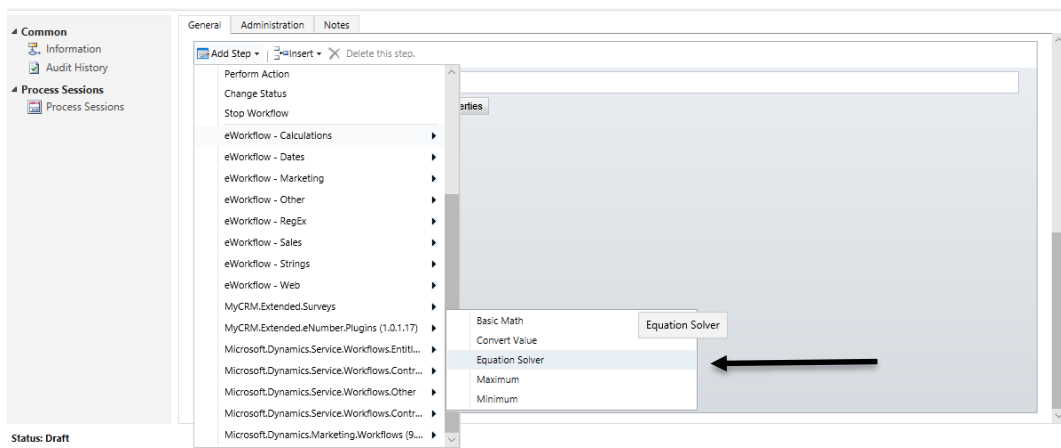 Common
Information
Audit History
Process Sessions
Process Sessions
General Administration Notes
Add Step Insert Delete this step.
Perform Action
Change Status
Stop Workflow
erties
eWorkflow - Calculations
eWorkflow - Dates
eWorkflow - Marketing
eWorkflow - Other
eWorkflow - RegEx
eWorkflow - Sales
eWorkflow - Strings
eWorkflow - Web
MyCRM.Extended.Surveys
MyCRM.Extended.eNumber.Plugins (1.0.1.17)
Microsoft.Dynamics.Service.Workflows.Entitl...
Microsoft.Dynamics.Service.Workflows.Contr...
Microsoft.Dynamics.Service.Workflows.Other
Microsoft.Dynamics.Service.Workflows.Contr...
Microsoft.Dynamics.Marketing.Workflows (9....
Basic Math
Convert Value
Equation Solver
Maximum
Minimum
Equation Solver
Status: Draft